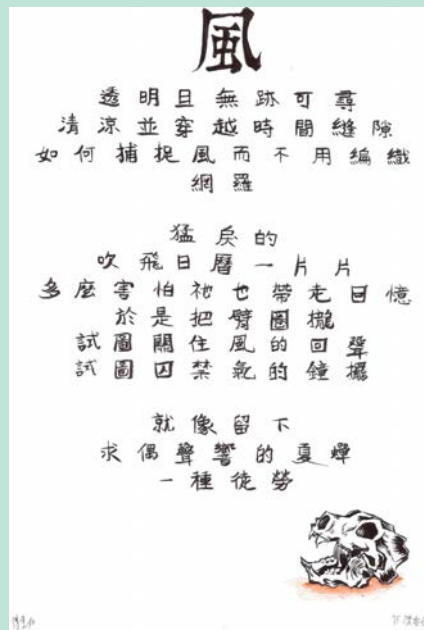 風
透明且無跡可尋
清涼並穿越時間縫隙
如何捕捉風而不用編織
網羅
猛戾的
吹飛日曆一片片
多麼害怕祂也帶走回憶
於是把臂圈攏
試圖關住風的回聲
試圖囚禁氣的鐘擺
就像留下
求偶聲響的夏蟬
一種徒勞